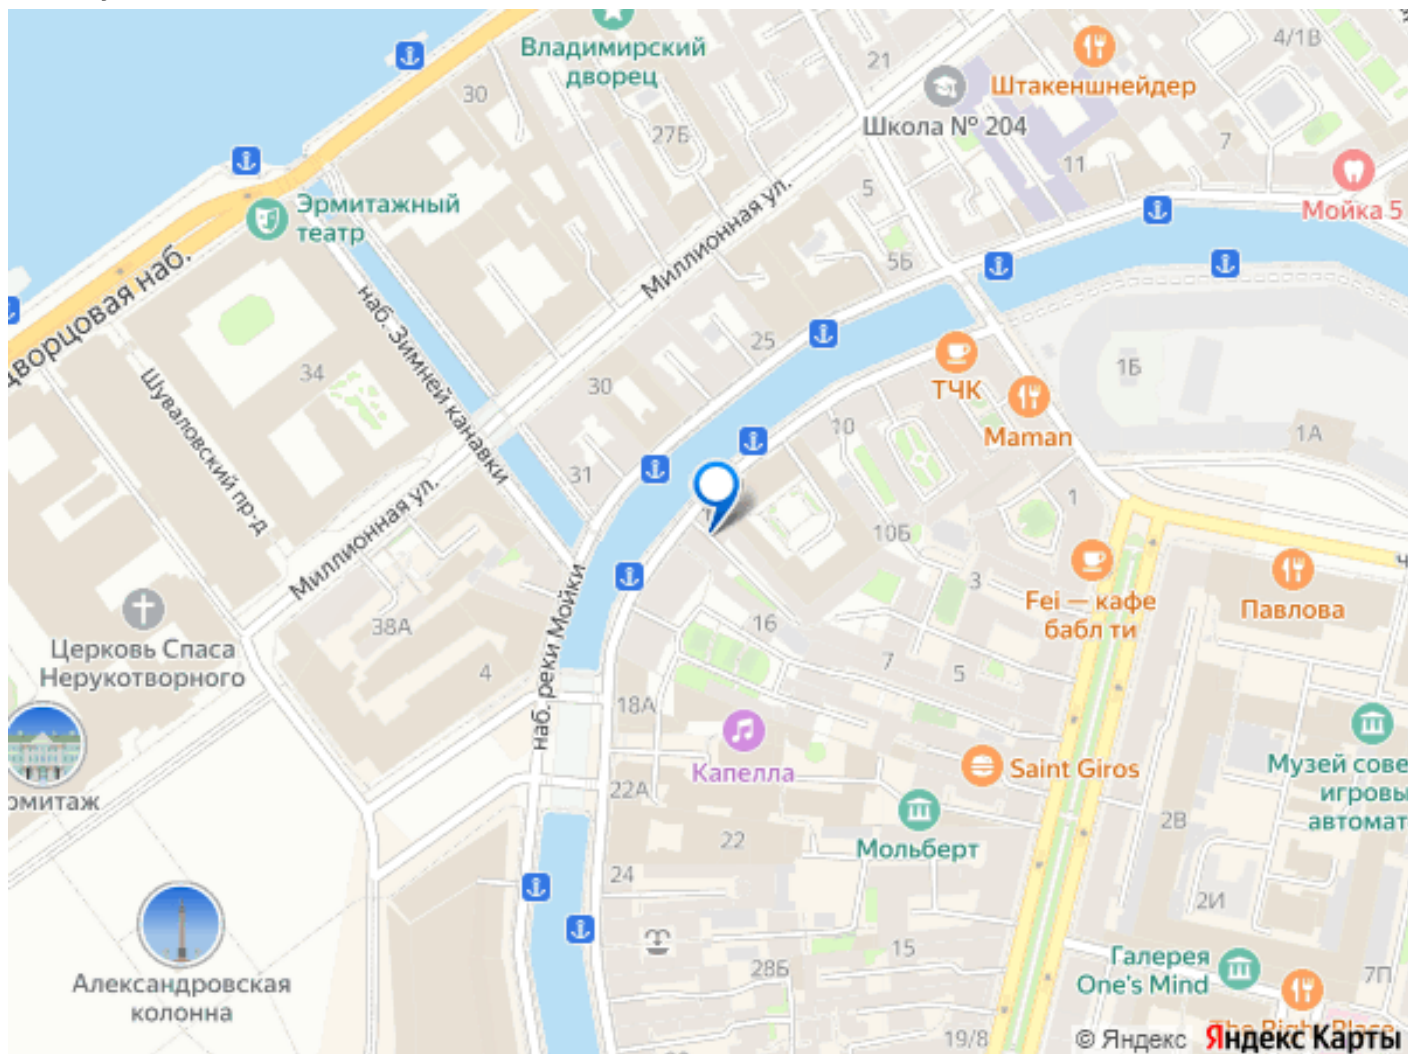 Владимирский
дворец
30
21
4/1В
Штакеншнейдер
Школа № 204
27Б
7
11
5
Мойка 5
Эрмитажный
театр
Миллионная ул.
5Б
Дворцовая наб.
наб. Зимней канавки
25
34
30
1Б
ТЧК
Maman
Шуваловский пр-д
10
1А
31
Миллионная ул.
1
10Б
3
Fei — кафе
бабл ти
Павлова
Церковь Спаса
Нерукотворного
38А
наб. реки Мойки
16
4
7
5
18А
Капелла
Saint Giros
22А
2В
22
Мольберт
24
2И
15
Галерея
One's Mind
28Б
7П
Александровская
колонна
19/8
The Right Place
© Яндекс Яндекс Карты